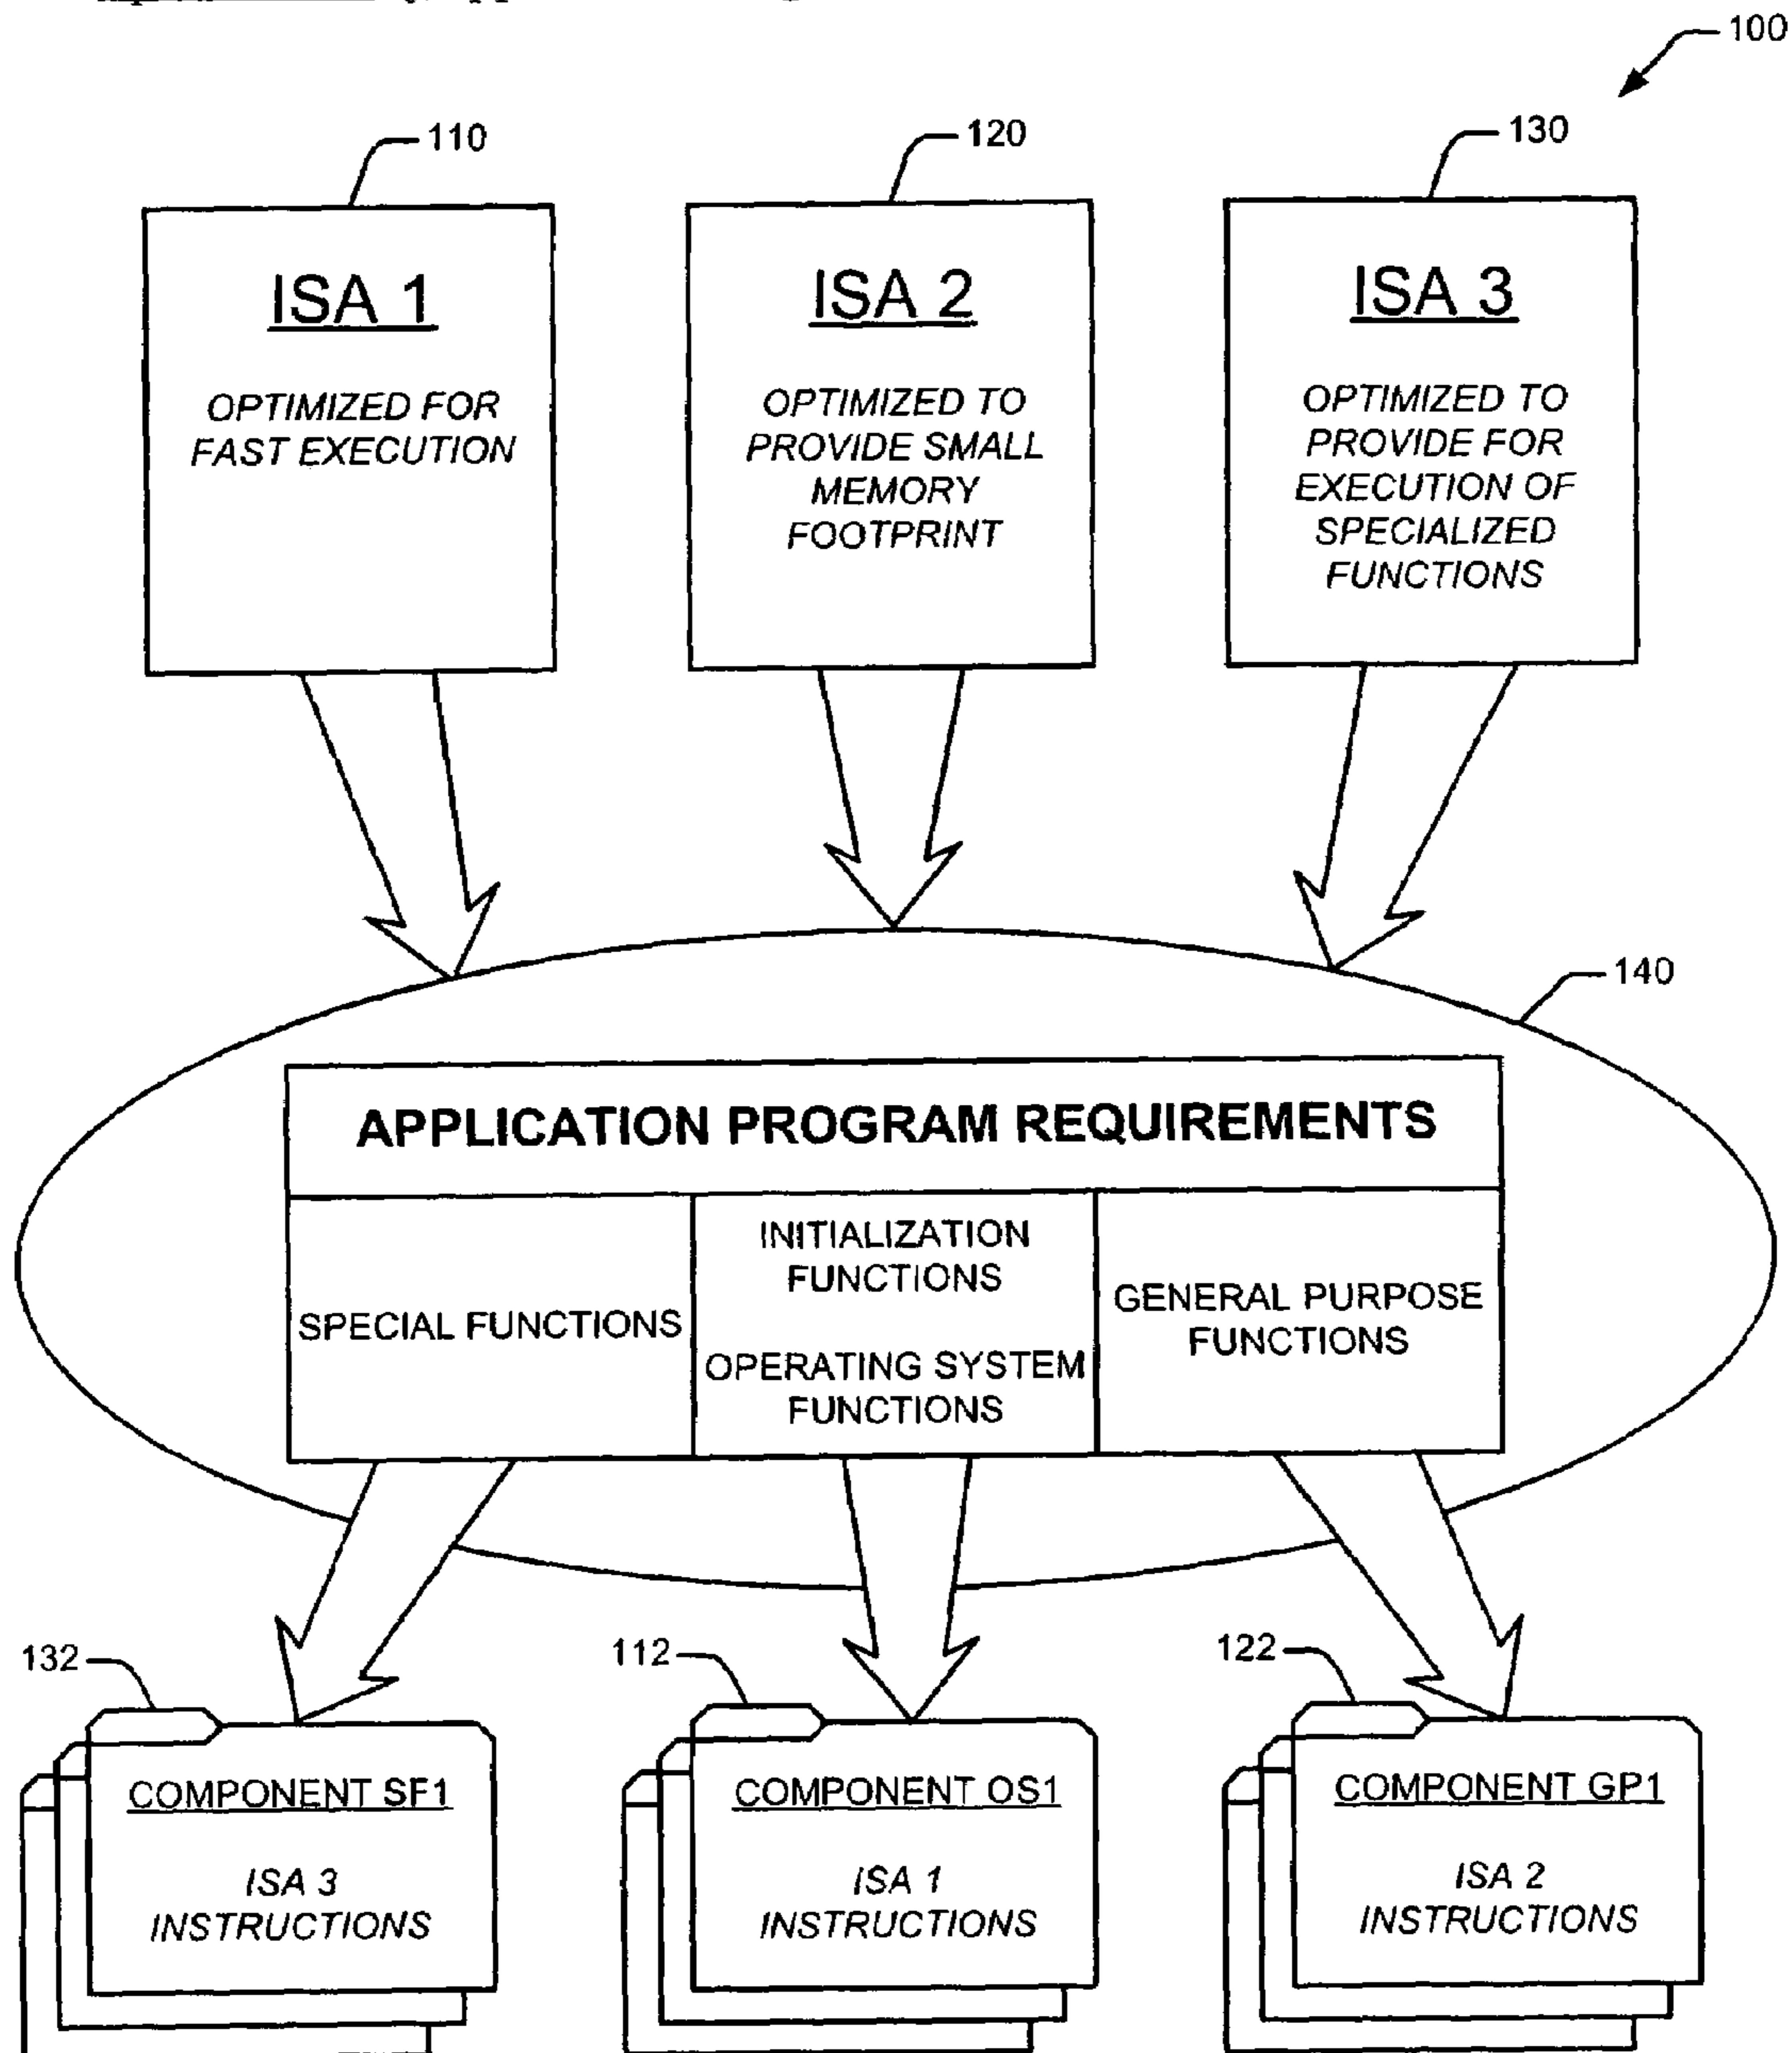 100
110
120
130
ISA 1
OPTIMIZED FOR
FAST EXECUTION
ISA 2
OPTIMIZED TO
PROVIDE SMALL
MEMORY
FOOTPRINT
ISA 3
OPTIMIZED TO
PROVIDE FOR
EXECUTION OF
SPECIALIZED
FUNCTIONS
140
APPLICATION PROGRAM REQUIREMENTS
SPECIAL FUNCTIONS
INITIALIZATION
FUNCTIONS
OPERATING SYSTEM
FUNCTIONS
GENERAL PURPOSE
FUNCTIONS
132
112
122
COMPONENT SF1
ISA 3
INSTRUCTIONS
COMPONENT OS1
ISA 1
INSTRUCTIONS
COMPONENT GP1
ISA 2
INSTRUCTIONS